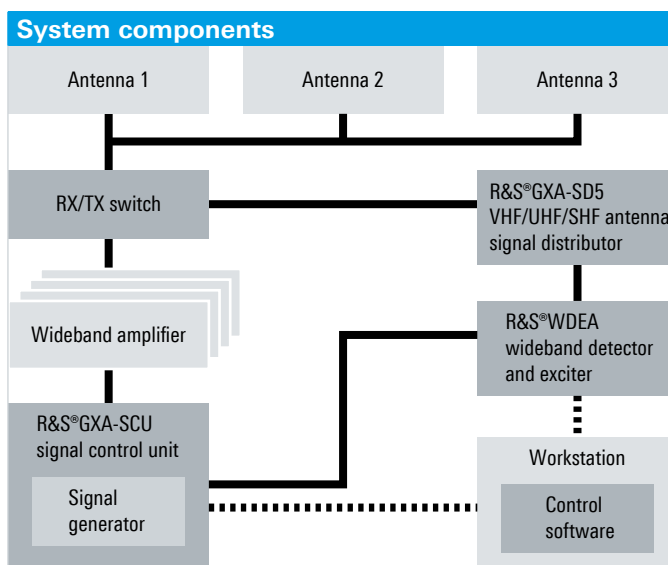 System components
Antenna 1
Antenna 2
Antenna 3
RX/TX switch
R&S®GXA-SD5
VHF/UHF/SHF antenna
signal distributor
Wideband amplifier
R&S®WDEA
wideband detector
and exciter
R&S®GXA-SCU
signal control unit
Signal
generator
Workstation
Control
software